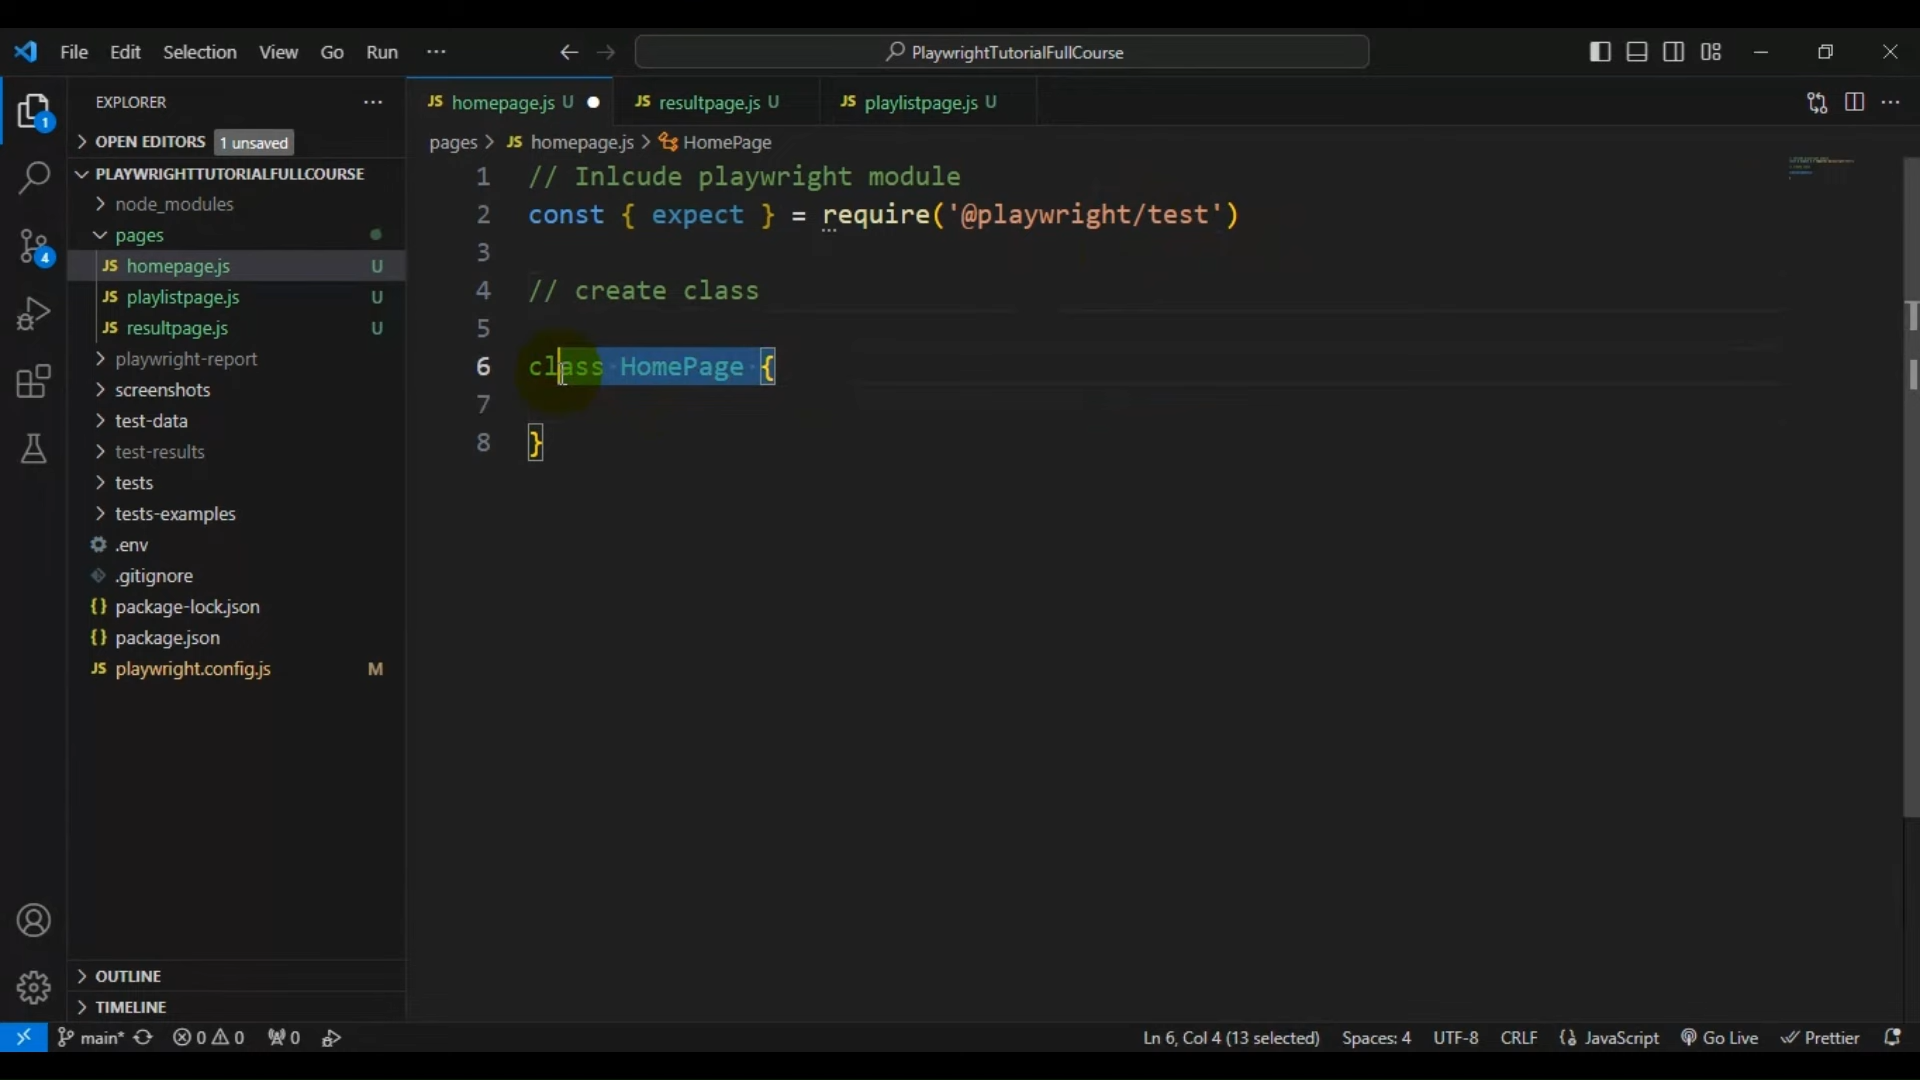 File Edit Selection View Go Run ··· PlaywrightTutorialFullCourse
EXPLORER ···
OPEN EDITORS 1 unsaved
PLAYWRIGHTTUTORIALFULLCOURSE
node_modules
pages
JS homepage.js U
JS playlistpage.js U
JS resultpage.js U
playwright-report
screenshots
test-data
test-results
tests
tests-examples
.env
.gitignore
{} package-lock.json
{} package.json
JS playwright.config.js M
OUTLINE
TIMELINE
1
4
JS homepage.js U JS resultpage.js U JS playlistpage.js U
pages > JS homepage.js > HomePage
1 // Inlcude playwright module
2 const { expect } = require('@playwright/test')
3
4 // create class
5
6 class HomePage {
7
8 }
main* 0 0 0 Ln 6, Col 4 (13 selected) Spaces: 4 UTF-8 CRLF JavaScript Go Live Prettier